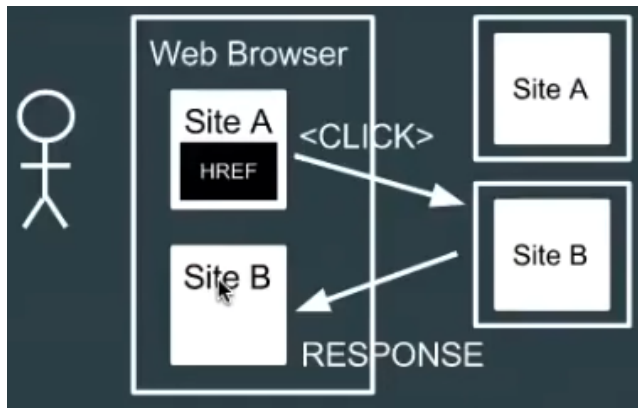 Web Browser
Site A
HREF
<CLICK>
Site A
Site B
Site B
RESPONSE